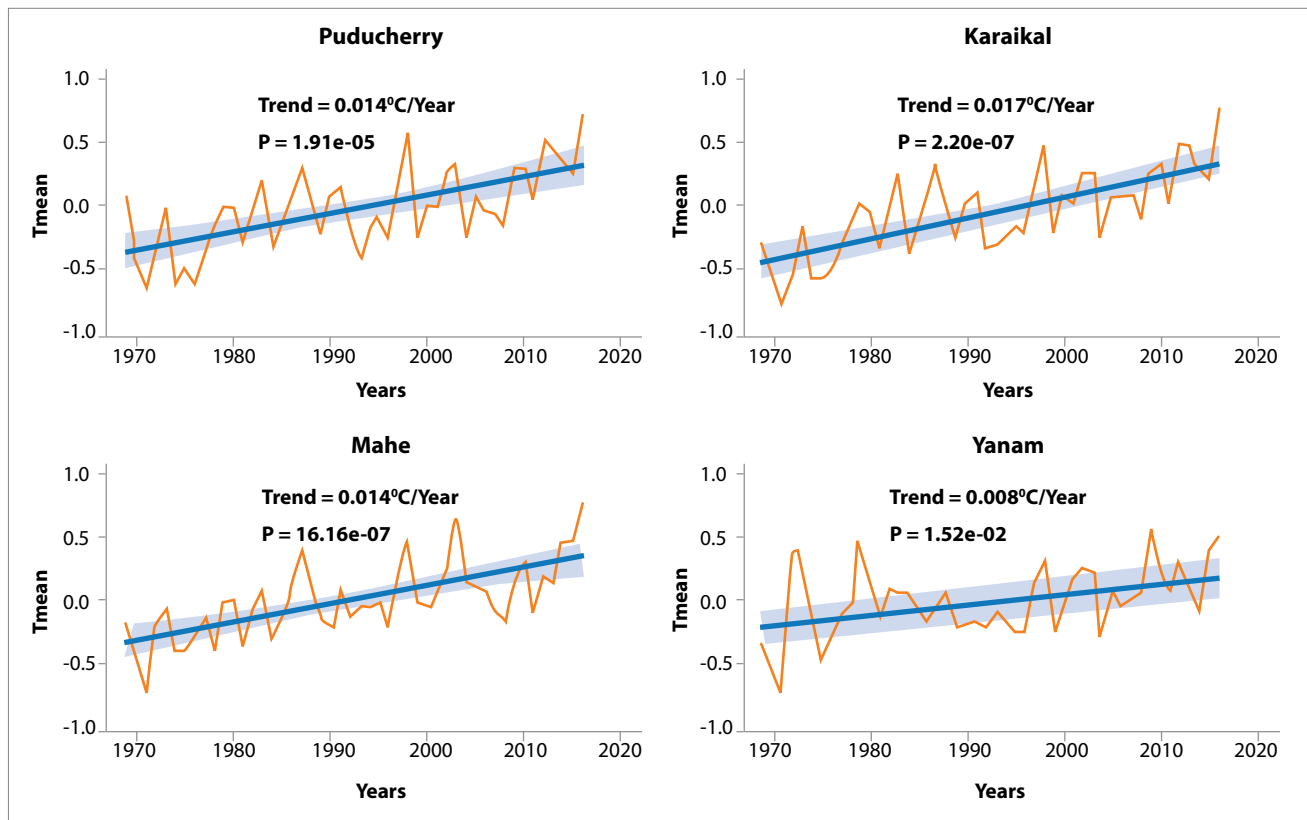 Puducherry
Trend = 0.014⁰C/Year
P = 1.91e-05
Tmean
1.0
0.5
0.0
-0.5
-1.0
1970 1980 1990 2000 2010 2020
Years
Karaikal
Trend = 0.017⁰C/Year
P = 2.20e-07
Tmean
1.0
0.5
0.0
-0.5
-1.0
1970 1980 1990 2000 2010 2020
Years
Mahe
Trend = 0.014⁰C/Year
P = 16.16e-07
Tmean
1.0
0.5
0.0
-0.5
-1.0
1970 1980 1990 2000 2010 2020
Years
Yanam
Trend = 0.008⁰C/Year
P = 1.52e-02
Tmean
1.0
0.5
0.0
-0.5
-1.0
1970 1980 1990 2000 2010 2020
Years